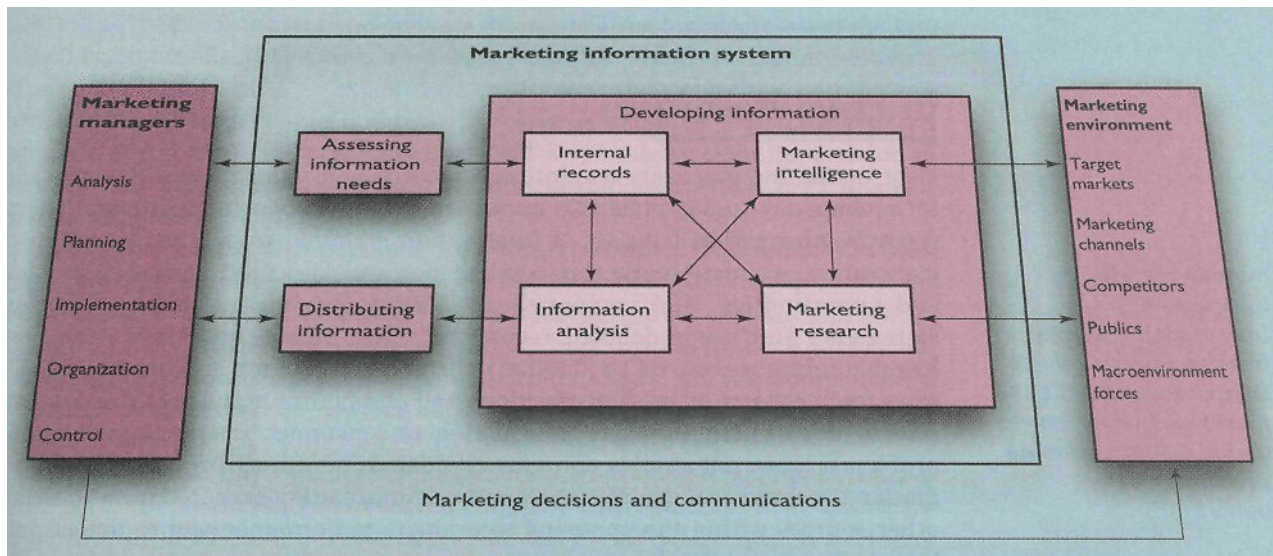 Marketing information system
Marketing
managers
Analysis
Planning
Implementation
Organization
Control
Assessing
information
needs
Distributing
information
Developing information
Internal
records
Marketing
intelligence
Information
analysis
Marketing
research
Marketing
environment
Target
markets
Marketing
channels
Competitors
Publics
Macroenvironment
forces
Marketing decisions and communications